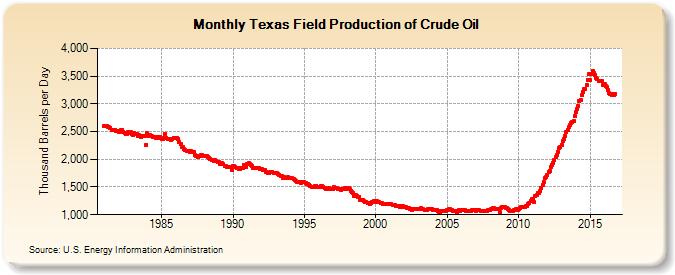 Monthly Texas Field Production of Crude Oil
Thousand Barrels per Day
4,000
3,500
3,000
2,500
2,000
1,500
1,000
1985 1990 1995 2000 2005 2010 2015
Source: U.S. Energy Information Administration